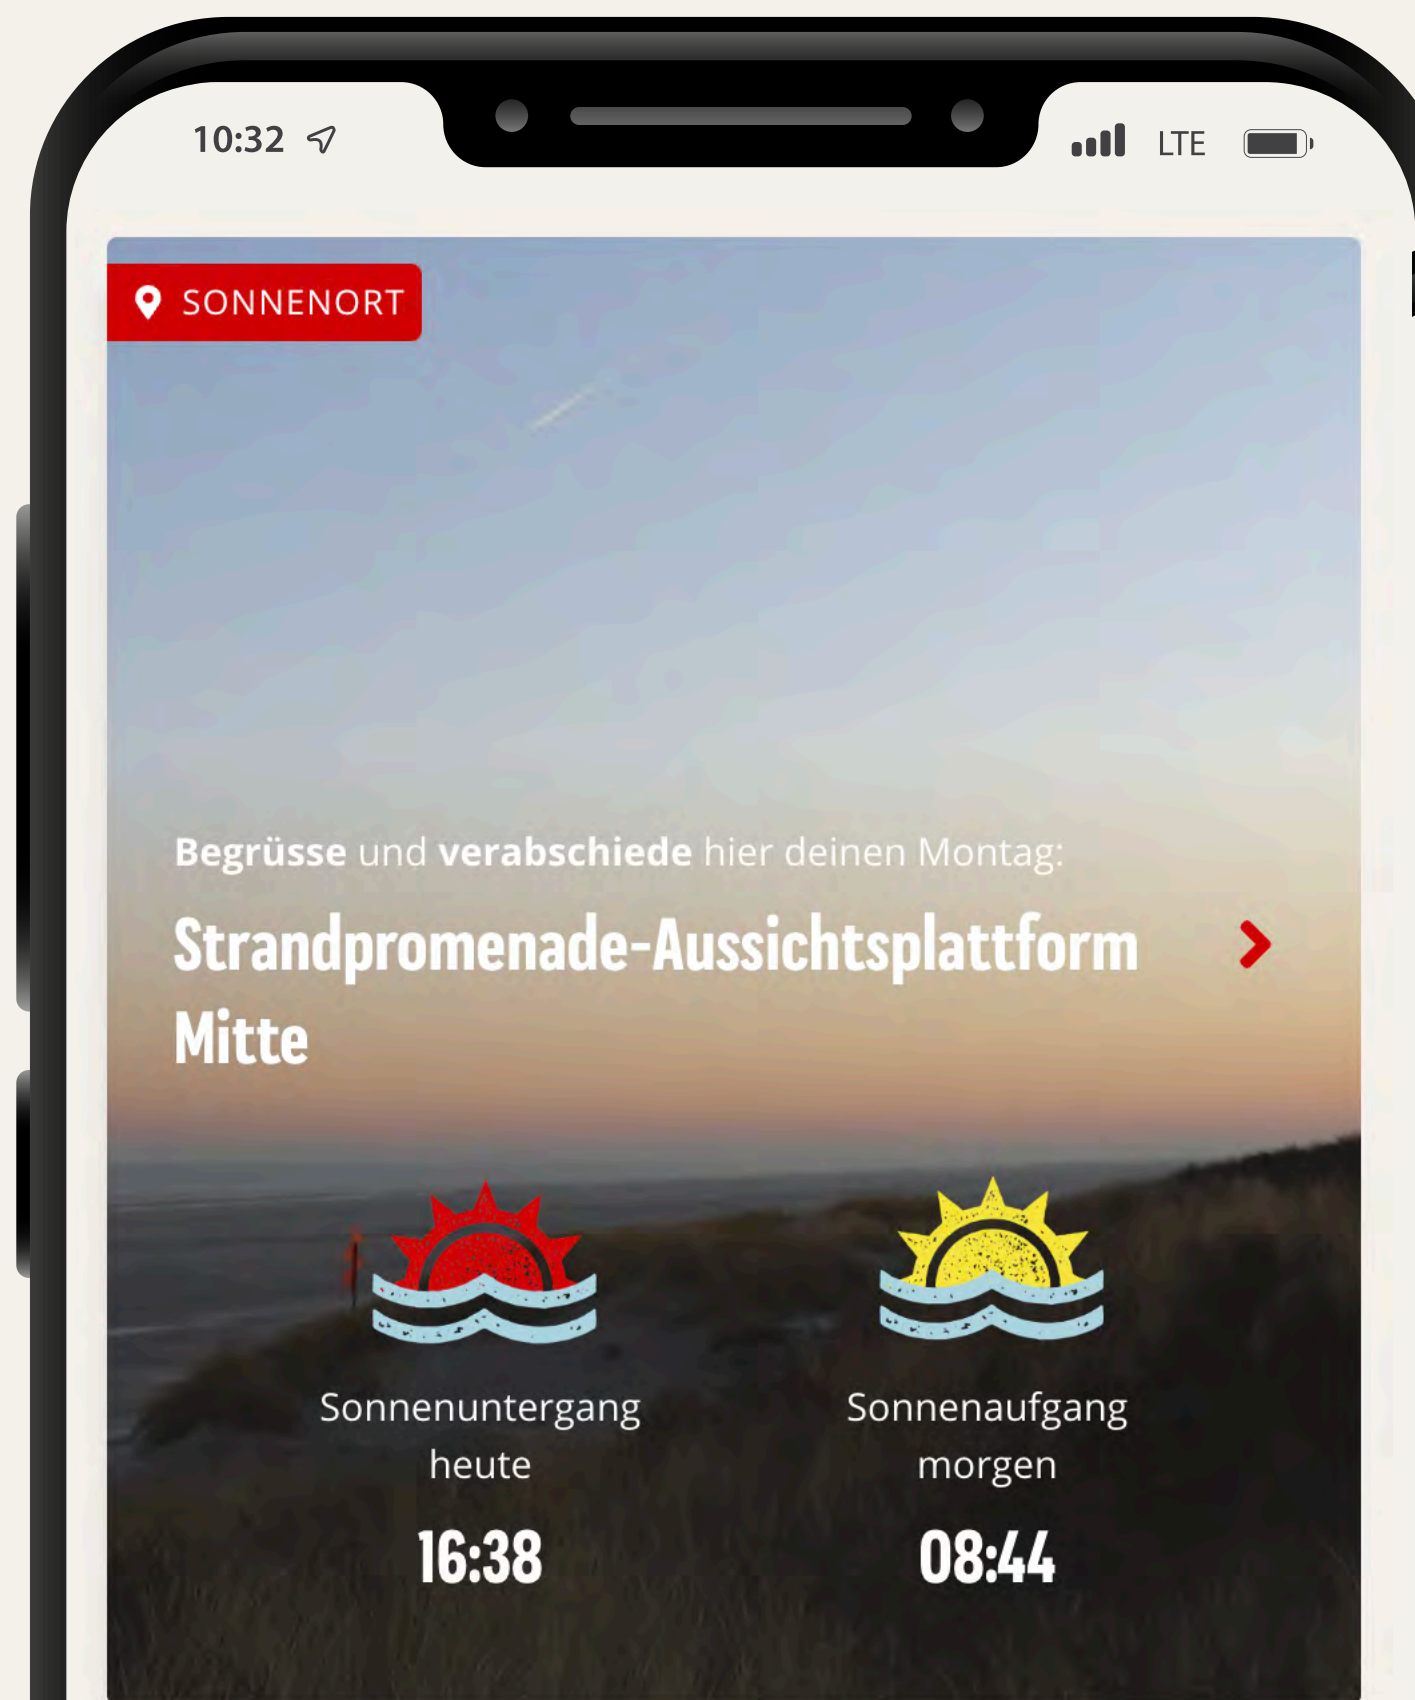 10:32
LTE
SONNENORT
Begrüsse und verabschiede hier deinen Montag:
Strandpromenade-Aussichtsplattform
Mitte
Sonnenuntergang
heute
16:38
Sonnenaufgang
morgen
08:44